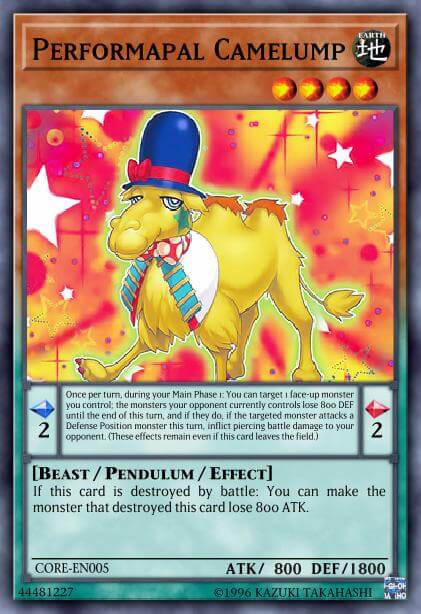 PERFORMAPAL CAMELUMP
EARTH
地
Once per turn, during your Main Phase 1: You can target 1 face-up monster
you control; the monsters your opponent currently controls lose 800 DEF
until the end of this turn, and if they do, if the targeted monster attacks a
Defense Position monster this turn, inflict piercing battle damage to your
opponent. (These effects remain even if this card leaves the field.)
2
2
[BEAST / PENDULUM / EFFECT]
If this card is destroyed by battle: You can make the
monster that destroyed this card lose 800 ATK.
CORE-EN005
ATK/ 800 DEF/1800
44481227
©1996 KAZUKI TAKAHASHI